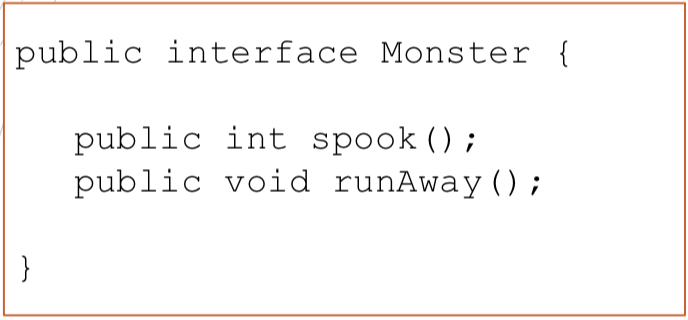 public interface Monster {
public int spook();
public void runAway();
}